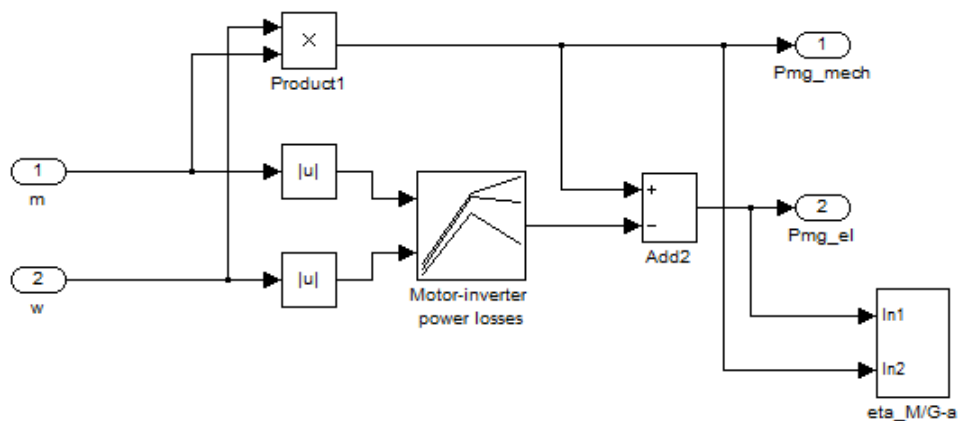 ×
1
Product1
Pmg_mech
1
|u|
m
+
2
−
Pmg_el
Add2
2
|u|
w
Motor-inverter
power losses
In1
In2
eta_M/G-a